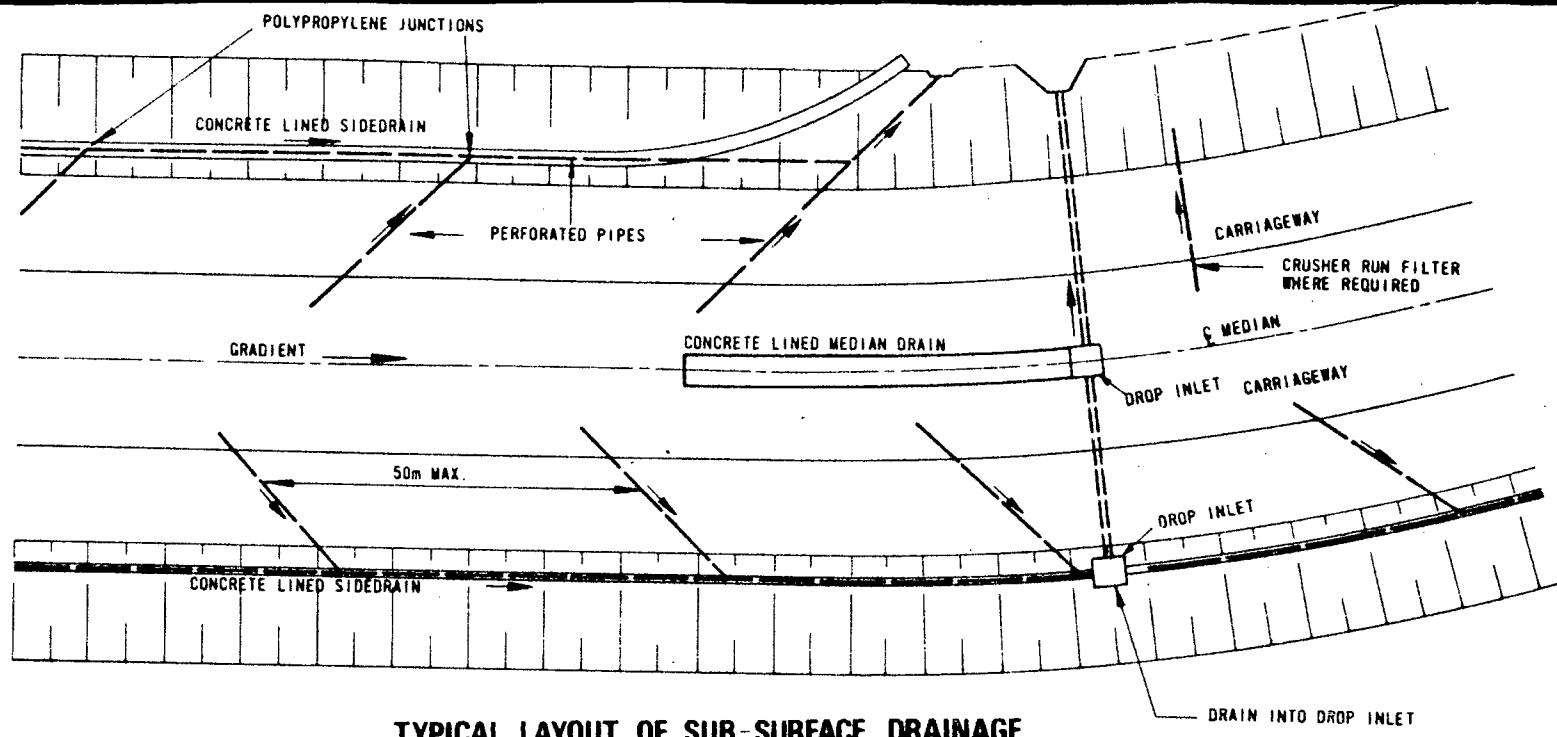 POLYPROPYLENE JUNCTIONS
CONCRETE LINED SIDEDRAIN
PERFORATED PIPES
CARRIAGEWAY
CRUSHER RUN FILTER
WHERE REQUIRED
℄ MEDIAN
GRADIENT
CONCRETE LINED MEDIAN DRAIN
DROP INLET
CARRIAGEWAY
50m MAX.
DROP INLET
CONCRETE LINED SIDEDRAIN
DRAIN INTO DROP INLET
TYPICAL LAYOUT OF SUB-SURFACE DRAINAGE